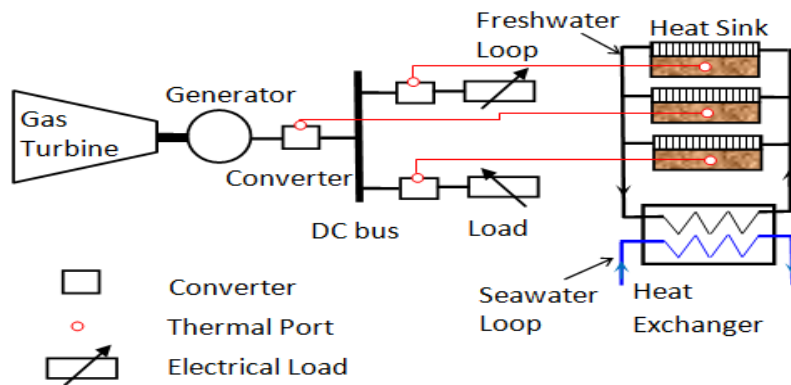 Freshwater
Loop
Heat Sink
Generator
Gas
Turbine
Converter
DC bus
Load
Seawater
Loop
Heat
Exchanger
Converter
Thermal Port
Electrical Load